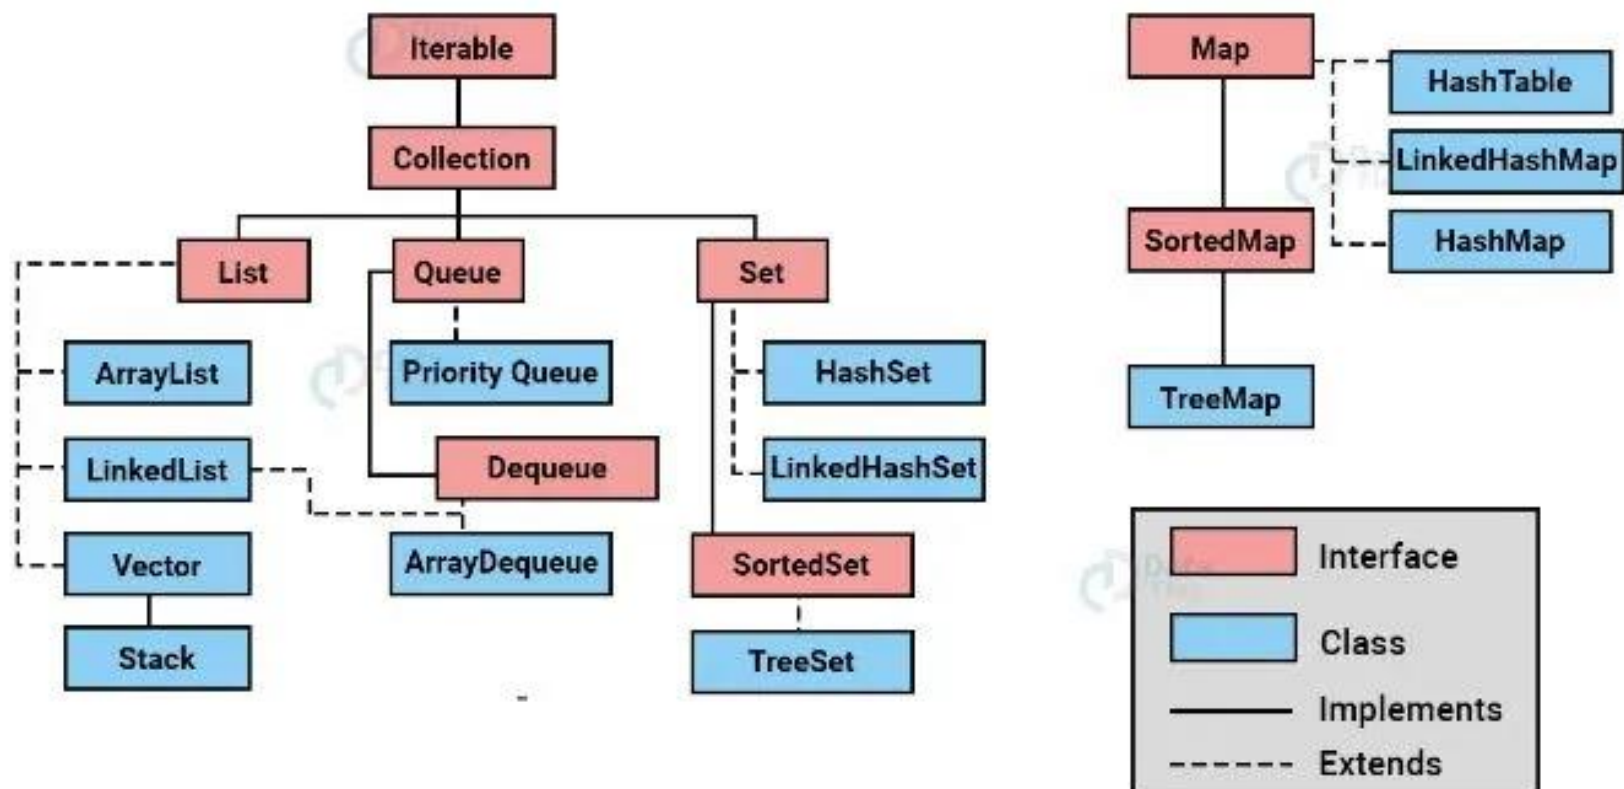 Iterable
Collection
List
Queue
Set
ArrayList
Priority Queue
HashSet
LinkedList
Dequeue
LinkedHashSet
Vector
ArrayDequeue
SortedSet
Stack
TreeSet
Map
HashTable
LinkedHashMap
SortedMap
HashMap
TreeMap
Interface
Class
Implements
Extends